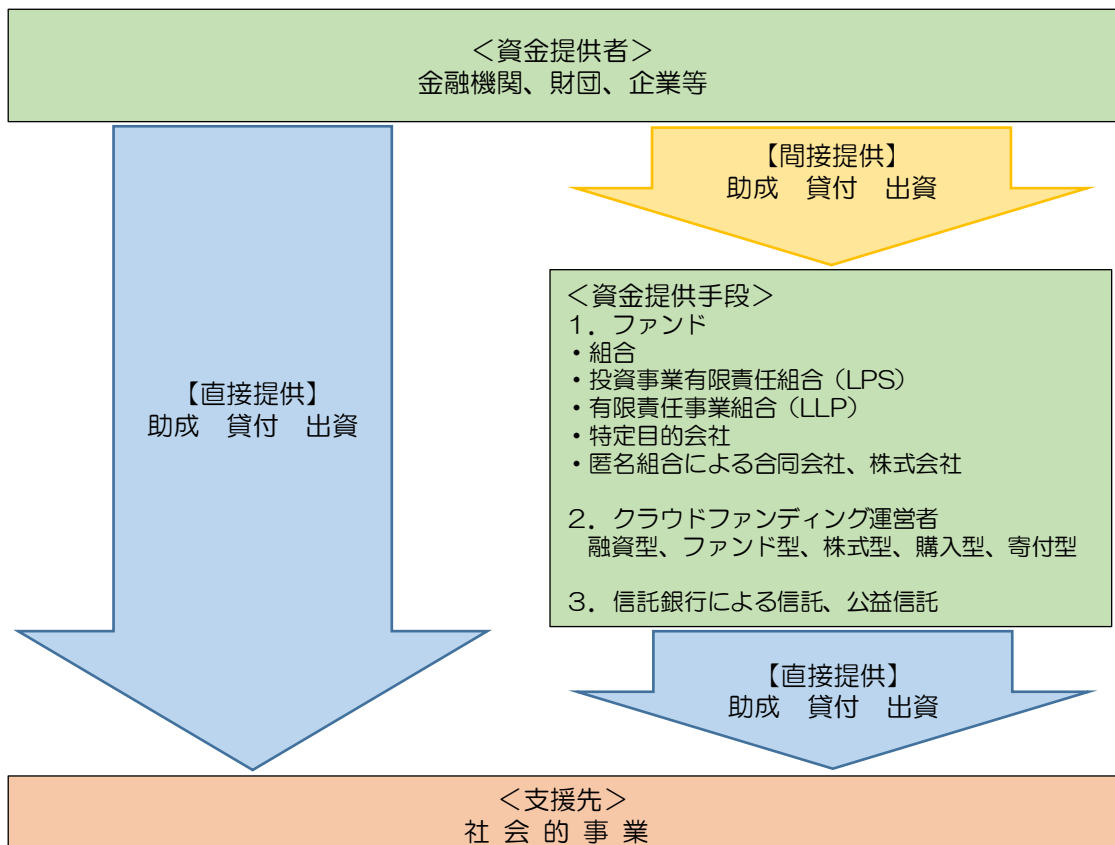 ＜資金提供者＞
金融機関、財団、企業等
【間接提供】
助成　貸付　出資
【直接提供】
助成　貸付　出資
＜資金提供手段＞
１．ファンド
・組合
・投資事業有限責任組合（LPS）
・有限責任事業組合（LLP）
・特定目的会社
・匿名組合による合同会社、株式会社
２．クラウドファンディング運営者
融資型、ファンド型、株式型、購入型、寄付型
３．信託銀行による信託、公益信託
【直接提供】
助成　貸付　出資
＜支援先＞
社 会 的 事 業